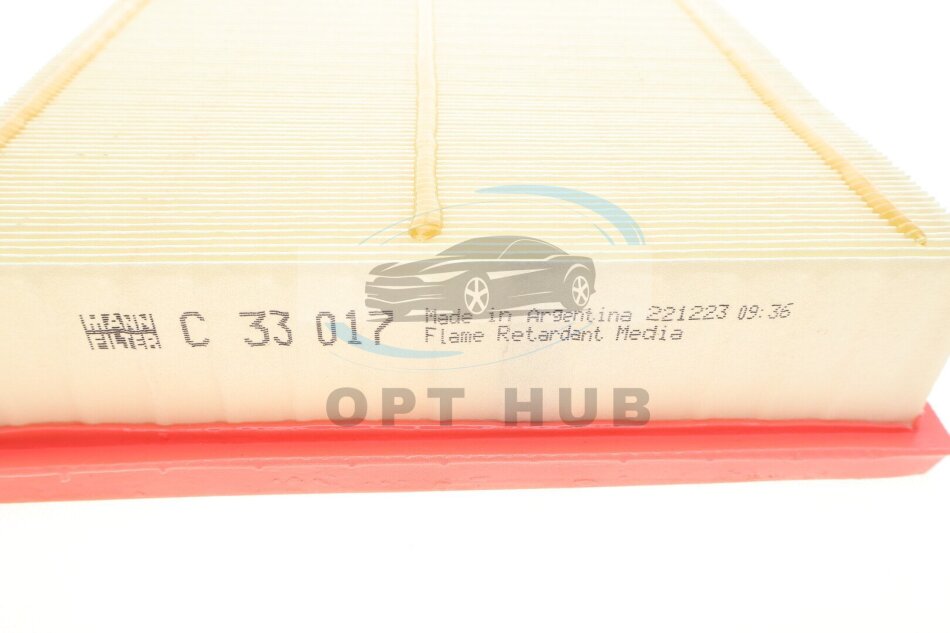 MANN
FILTER
C 33 017
Made in Argentina 221223 09:36
Flame Retardant Media
OPT HUB